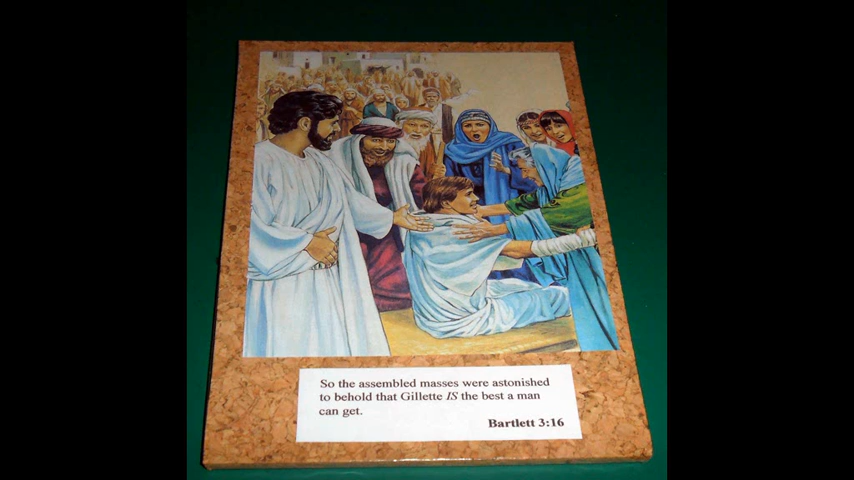 So the assembled masses were astonished
to behold that Gillette IS the best a man
can get.
Bartlett 3:16